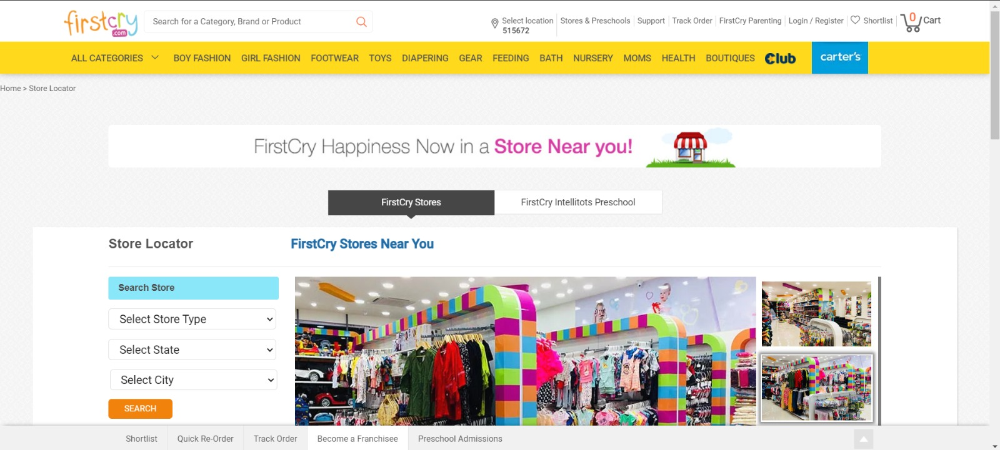 firstcry
.com
Search for a Category, Brand or Product
Select location
515672
Stores & Preschools
Support
Track Order
FirstCry Parenting
Login / Register
Shortlist
0
Cart
ALL CATEGORIES
BOY FASHION
GIRL FASHION
FOOTWEAR
TOYS
DIAPERING
GEAR
FEEDING
BATH
NURSERY
MOMS
HEALTH
BOUTIQUES
Club
carter's
Home > Store Locator
FirstCry Happiness Now in a Store Near you!
FirstCry Stores
FirstCry Intellitots Preschool
Store Locator
FirstCry Stores Near You
Search Store
Select Store Type
Select State
Select City
SEARCH
Shortlist
Quick Re-Order
Track Order
Become a Franchisee
Preschool Admissions